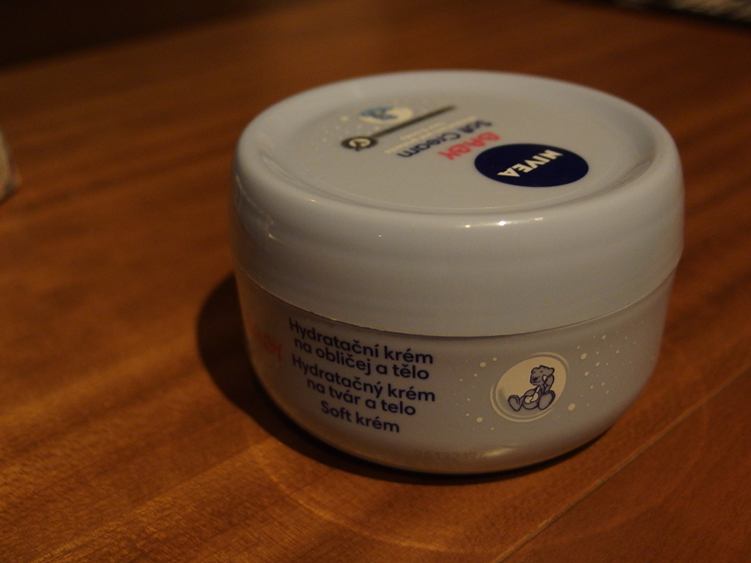 NIVEA
BABY
Soft Cream
Hydratační krém
na obličej a tělo
Hydratačný krém
na tvár a telo
Soft krém